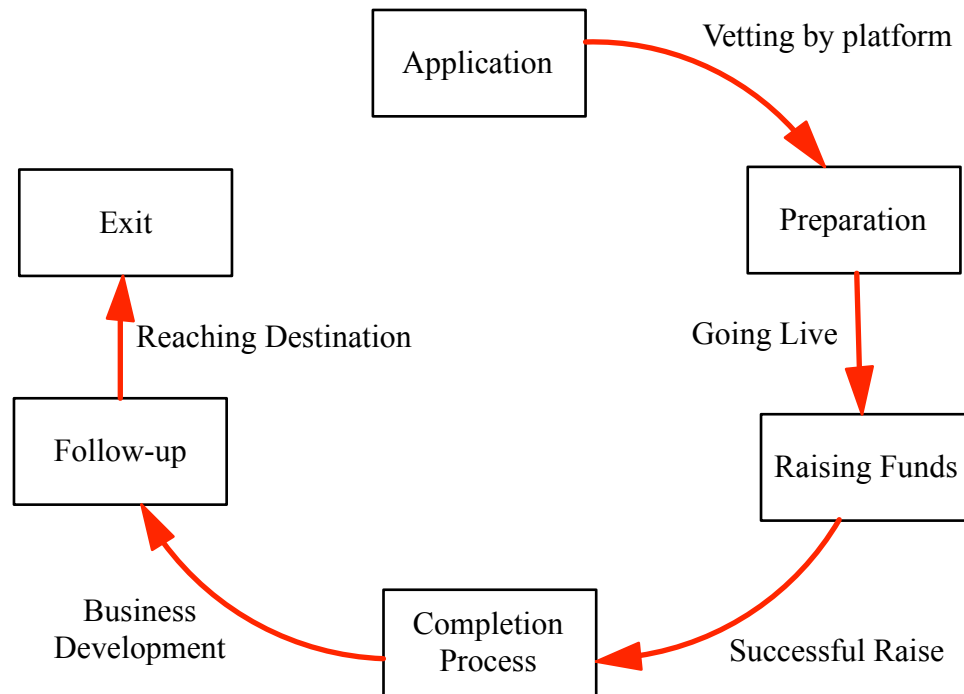 Application
Vetting by platform
Preparation
Going Live
Raising Funds
Successful Raise
Completion
Process
Business
Development
Follow-up
Reaching Destination
Exit